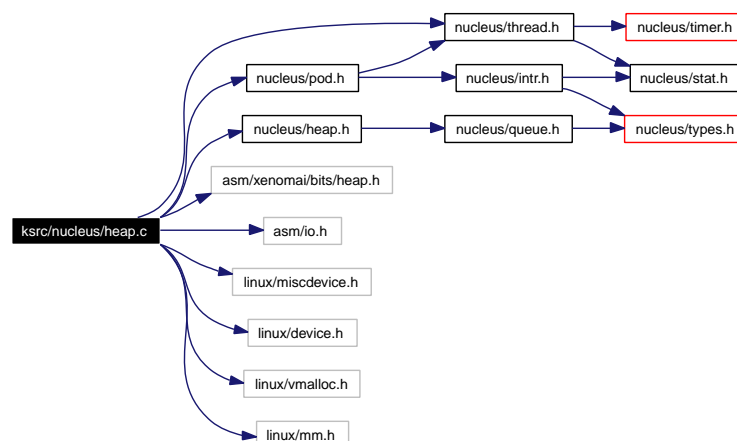 nucleus/thread.h
nucleus/timer.h
nucleus/pod.h
nucleus/intr.h
nucleus/stat.h
nucleus/heap.h
nucleus/queue.h
nucleus/types.h
asm/xenomai/bits/heap.h
ksrc/nucleus/heap.c
asm/io.h
linux/miscdevice.h
linux/device.h
linux/vmalloc.h
linux/mm.h